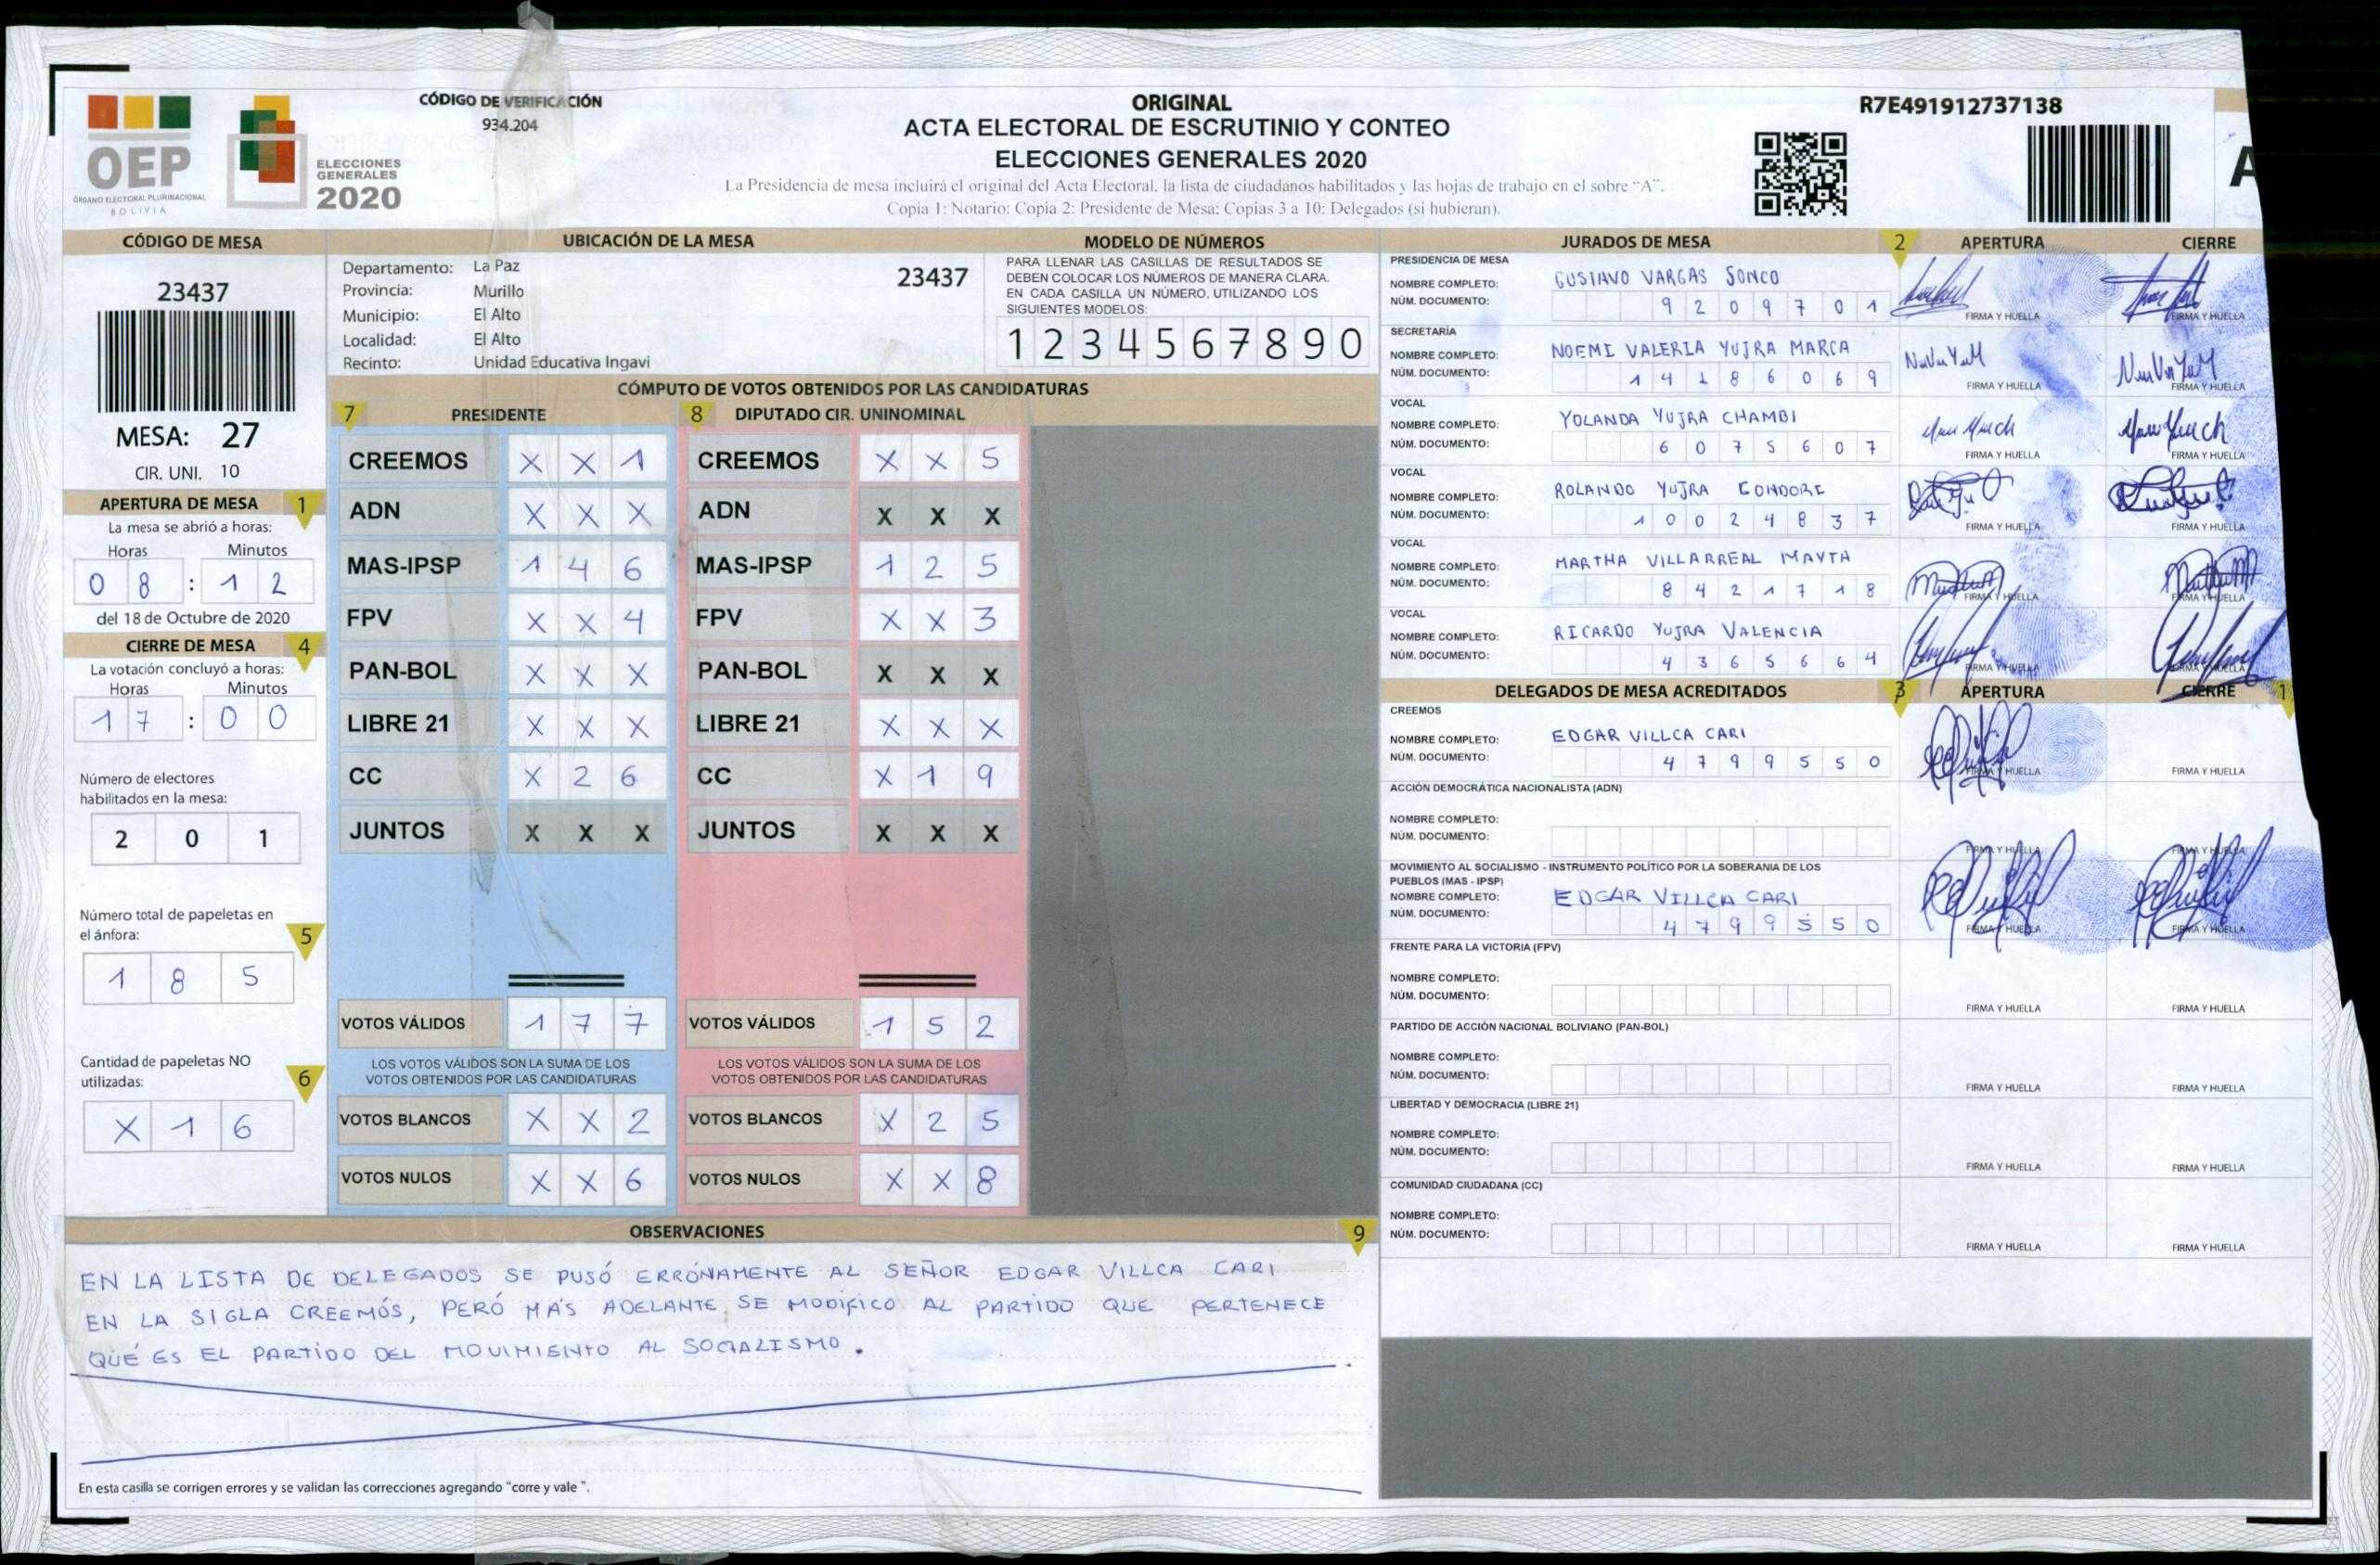 OEP
ÓRGANO ELECTORAL PLURINACIONAL
BOLIVIA
ELECCIONES
GENERALES
2020
CÓDIGO DE VERIFICACIÓN
934.204
ORIGINAL
ACTA ELECTORAL DE ESCRUTINIO Y CONTEO
ELECCIONES GENERALES 2020
La Presidencia de mesa incluirá el original del Acta Electoral, la lista de ciudadanos habilitados y las hojas de trabajo en el sobre “A”.
Copia 1: Notario; Copia 2: Presidente de Mesa; Copias 3 a 10: Delegados (si hubieran).
R7E491912737138
A
CÓDIGO DE MESA
23437
MESA: 27
CIR. UNI. 10
APERTURA DE MESA 1
La mesa se abrió a horas:
Horas Minutos
0 8 : 1 2
del 18 de Octubre de 2020
CIERRE DE MESA 4
La votación concluyó a horas:
Horas Minutos
1 7 : 0 0
Número de electores
habilitados en la mesa:
2 0 1
Número total de papeletas en
el ánfora: 5
1 8 5
Cantidad de papeletas NO
utilizadas: 6
X 1 6
UBICACIÓN DE LA MESA
Departamento: La Paz
23437
Provincia: Murillo
Municipio: El Alto
Localidad: El Alto
Recinto: Unidad Educativa Ingavi
MODELO DE NÚMEROS
PARA LLENAR LAS CASILLAS DE RESULTADOS SE
DEBEN COLOCAR LOS NÚMEROS DE MANERA CLARA.
EN CADA CASILLA UN NÚMERO, UTILIZANDO LOS
SIGUIENTES MODELOS:
1 2 3 4 5 6 7 8 9 0
CÓMPUTO DE VOTOS OBTENIDOS POR LAS CANDIDATURAS
7 PRESIDENTE
CREEMOS X X 1
ADN X X X
MAS-IPSP 1 4 6
FPV X X 4
PAN-BOL X X X
LIBRE 21 X X X
CC X 2 6
JUNTOS X X X
VOTOS VÁLIDOS 1 7 7
LOS VOTOS VÁLIDOS SON LA SUMA DE LOS
VOTOS OBTENIDOS POR LAS CANDIDATURAS
VOTOS BLANCOS X X 2
VOTOS NULOS X X 6
8 DIPUTADO CIR. UNINOMINAL
CREEMOS X X 5
ADN X X X
MAS-IPSP 1 2 5
FPV X X 3
PAN-BOL X X X
LIBRE 21 X X X
CC X 1 9
JUNTOS X X X
VOTOS VÁLIDOS 1 5 2
LOS VOTOS VÁLIDOS SON LA SUMA DE LOS
VOTOS OBTENIDOS POR LAS CANDIDATURAS
VOTOS BLANCOS X 2 5
VOTOS NULOS X X 8
OBSERVACIONES 9
EN LA LISTA DE DELEGADOS SE PUSÓ ERRÓNAMENTE AL SEÑOR EDGAR VILLCA CARI
EN LA SIGLA CREEMÓS, PERÓ MÁS ADELANTE SE MODIFICO AL PARTIDO QUE PERTENECE
QUÉ ES EL PARTIDO DEL MOVIMIENTO AL SOCIALISMO.
En esta casilla se corrigen errores y se validan las correcciones agregando “corre y vale ”.
JURADOS DE MESA 2 APERTURA CIERRE
PRESIDENCIA DE MESA
NOMBRE COMPLETO: GUSTAVO VARGAS SONCO
NÚM. DOCUMENTO: 9 2 0 9 7 0 1
FIRMA Y HUELLA FIRMA Y HUELLA
SECRETARÍA
NOMBRE COMPLETO: NOEMI VALERIA YUJRA MARCA
NÚM. DOCUMENTO: 1 4 1 8 6 0 6 9
FIRMA Y HUELLA FIRMA Y HUELLA
VOCAL
NOMBRE COMPLETO: YOLANDA YUJRA CHAMBI
NÚM. DOCUMENTO: 6 0 7 5 6 0 7
FIRMA Y HUELLA FIRMA Y HUELLA
VOCAL
NOMBRE COMPLETO: ROLANDO YUJRA CONDORI
NÚM. DOCUMENTO: 1 0 0 2 4 8 3 7
FIRMA Y HUELLA FIRMA Y HUELLA
VOCAL
NOMBRE COMPLETO: MARTHA VILLARREAL MAYTA
NÚM. DOCUMENTO: 8 4 2 1 7 1 8
FIRMA Y HUELLA FIRMA Y HUELLA
VOCAL
NOMBRE COMPLETO: RICARDO YUJRA VALENCIA
NÚM. DOCUMENTO: 4 3 6 5 6 6 4
FIRMA Y HUELLA FIRMA Y HUELLA
DELEGADOS DE MESA ACREDITADOS 3 APERTURA CIERRE 1
CREEMOS
NOMBRE COMPLETO: EDGAR VILLCA CARI
NÚM. DOCUMENTO: 4 7 9 9 5 5 0
FIRMA Y HUELLA FIRMA Y HUELLA
ACCIÓN DEMOCRÁTICA NACIONALISTA (ADN)
NOMBRE COMPLETO:
NÚM. DOCUMENTO:
FIRMA Y HUELLA FIRMA Y HUELLA
MOVIMIENTO AL SOCIALISMO - INSTRUMENTO POLÍTICO POR LA SOBERANIA DE LOS
PUEBLOS (MAS - IPSP)
NOMBRE COMPLETO: EDGAR VILLCA CARI
NÚM. DOCUMENTO: 4 7 9 9 5 5 0
FIRMA Y HUELLA FIRMA Y HUELLA
FRENTE PARA LA VICTORIA (FPV)
NOMBRE COMPLETO:
NÚM. DOCUMENTO:
FIRMA Y HUELLA FIRMA Y HUELLA
PARTIDO DE ACCIÓN NACIONAL BOLIVIANO (PAN-BOL)
NOMBRE COMPLETO:
NÚM. DOCUMENTO:
FIRMA Y HUELLA FIRMA Y HUELLA
LIBERTAD Y DEMOCRACIA (LIBRE 21)
NOMBRE COMPLETO:
NÚM. DOCUMENTO:
FIRMA Y HUELLA FIRMA Y HUELLA
COMUNIDAD CIUDADANA (CC)
NOMBRE COMPLETO:
NÚM. DOCUMENTO:
FIRMA Y HUELLA FIRMA Y HUELLA